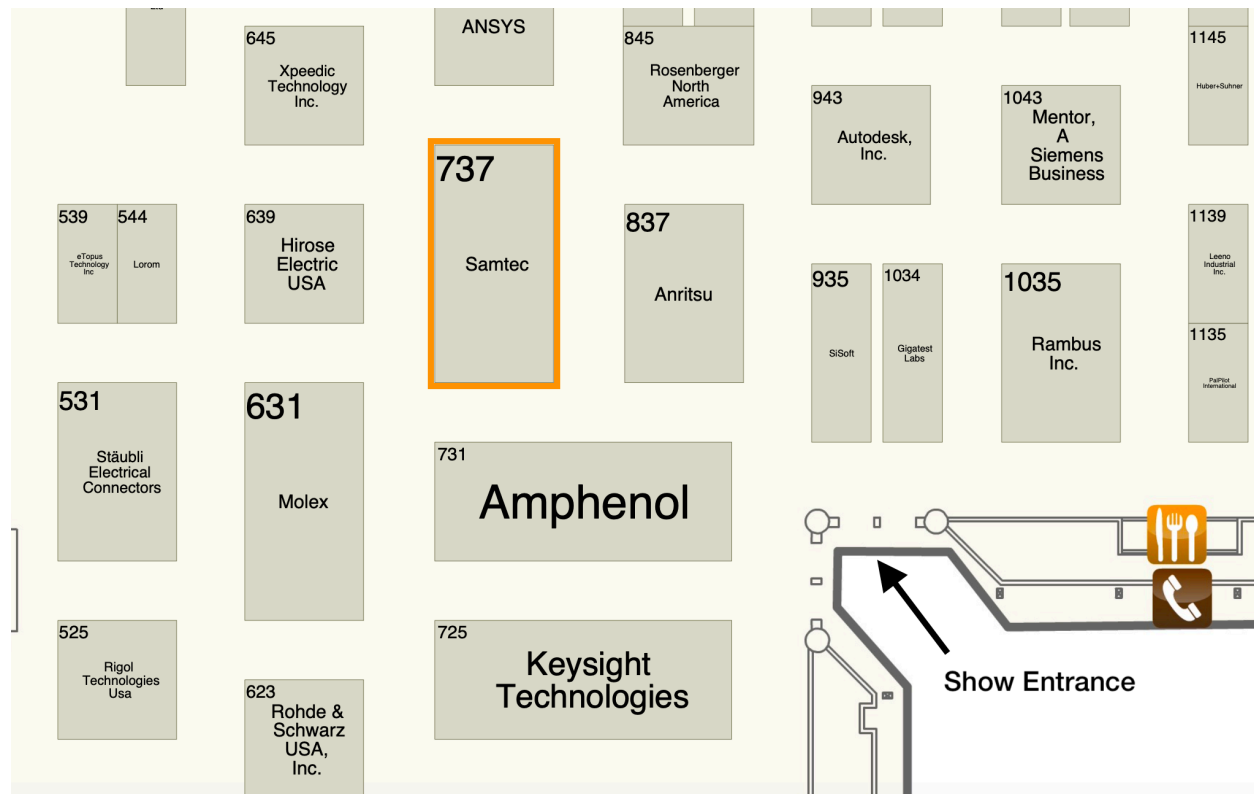 ANSYS
645
Xpeedic
Technology
Inc.
845
Rosenberger
North
America
1145
Huber+Suhner
943
Autodesk,
Inc.
1043
Mentor,
A
Siemens
Business
737
Samtec
539
eTopus
Technology
Inc
544
Lorom
639
Hirose
Electric
USA
837
Anritsu
935
SiSoft
1034
Gigatest
Labs
1035
Rambus
Inc.
1139
Leeno
Industrial
Inc.
1135
PalPilot
International
531
Stäubli
Electrical
Connectors
631
Molex
731
Amphenol
525
Rigol
Technologies
Usa
623
Rohde &
Schwarz
USA,
Inc.
725
Keysight
Technologies
Show Entrance